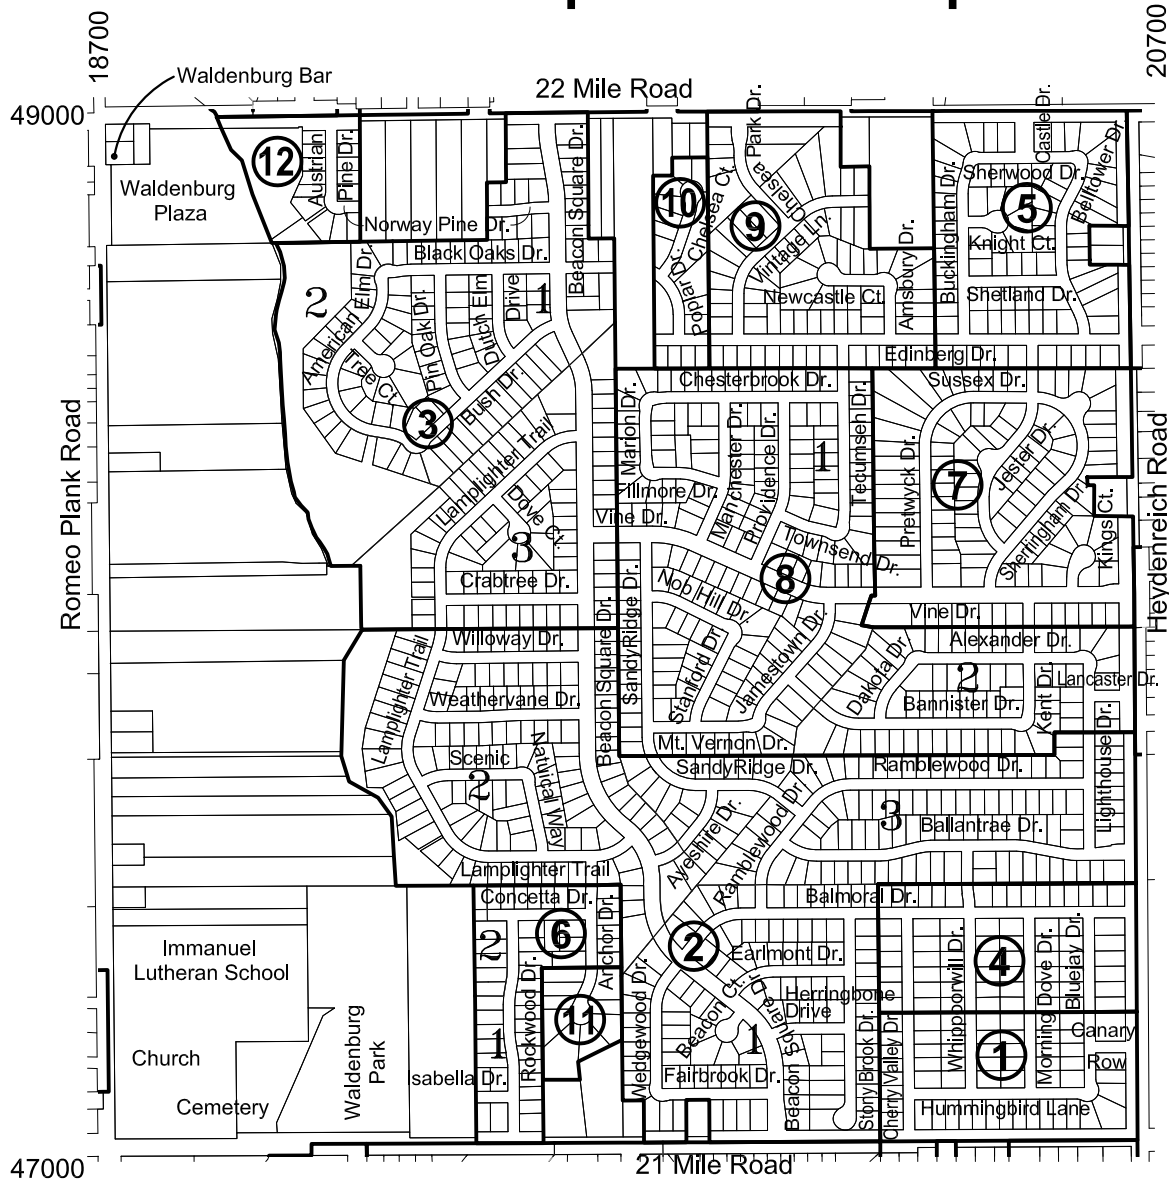 18700
20700
Waldenburg Bar
22 Mile Road
49000
Waldenburg
Plaza
12
Austrian
Pine Dr.
Norway Pine Dr.
Beacon Square Dr.
10
Chelsea Ct.
Poplar Dr.
Chelsea Park Dr.
9
Vintage Ln.
Newcastle Ct.
Amsbury Dr.
Buckingham Dr.
Castle Dr.
Sherwood Dr.
5
Belltower Dr.
Knight Ct.
Shetland Dr.
Edinberg Dr.
Black Oaks Dr.
2
American Elm Dr.
Tree Ct.
Pin Oak Dr.
Dutch Elm
Drive
1
Bush Dr.
3
Lamplighter Trail
Dove Ct.
3
Crabtree Dr.
Romeo Plank Road
Heydenreich Road
Chesterbrook Dr.
Marion Dr.
Fillmore Dr.
Manchester Dr.
Providence Dr.
1
Tecumseh Dr.
Vine Dr.
Townsend Dr.
8
Nob Hill Dr.
Stanford Dr
Jamestown Dr.
SandyRidge Dr.
Mt. Vernon Dr.
Sussex Dr.
Pretwyck Dr.
7
Jester Dr.
Sherlingham Dr.
Kings Ct.
Vine Dr.
Alexander Dr.
Dakota Dr.
2
Bannister Dr.
Kent Dr.
Lancaster Dr.
Willoway Dr.
Lamplighter Trail
Weathervane Dr.
Beacon Square Dr.
Scenic
2
Natuical Way
Lamplighter Trail
SandyRidge Dr.
Ramblewood Dr.
Lighthouse Dr.
3
Ballantrae Dr.
Ayeshire Dr.
Ramblewood Dr
Balmoral Dr.
Concetta Dr.
6
2
Anchor Dr.
Rockwood Dr.
11
1
Isabella Dr.
2
Earlmont Dr.
Herringbone
Drive
Wedgewood Dr.
Beacon Ct.
1
Beacon Square Dr
Fairbrook Dr.
Stony Brook Dr.
Cherry Valley Dr
4
Whippoorwill Dr.
Morning Dove Dr.
Bluejay Dr.
1
Canary
Row
Hummingbird Lane
Immanuel
Lutheran School
Church
Cemetery
Waldenburg
Park
47000
21 Mile Road